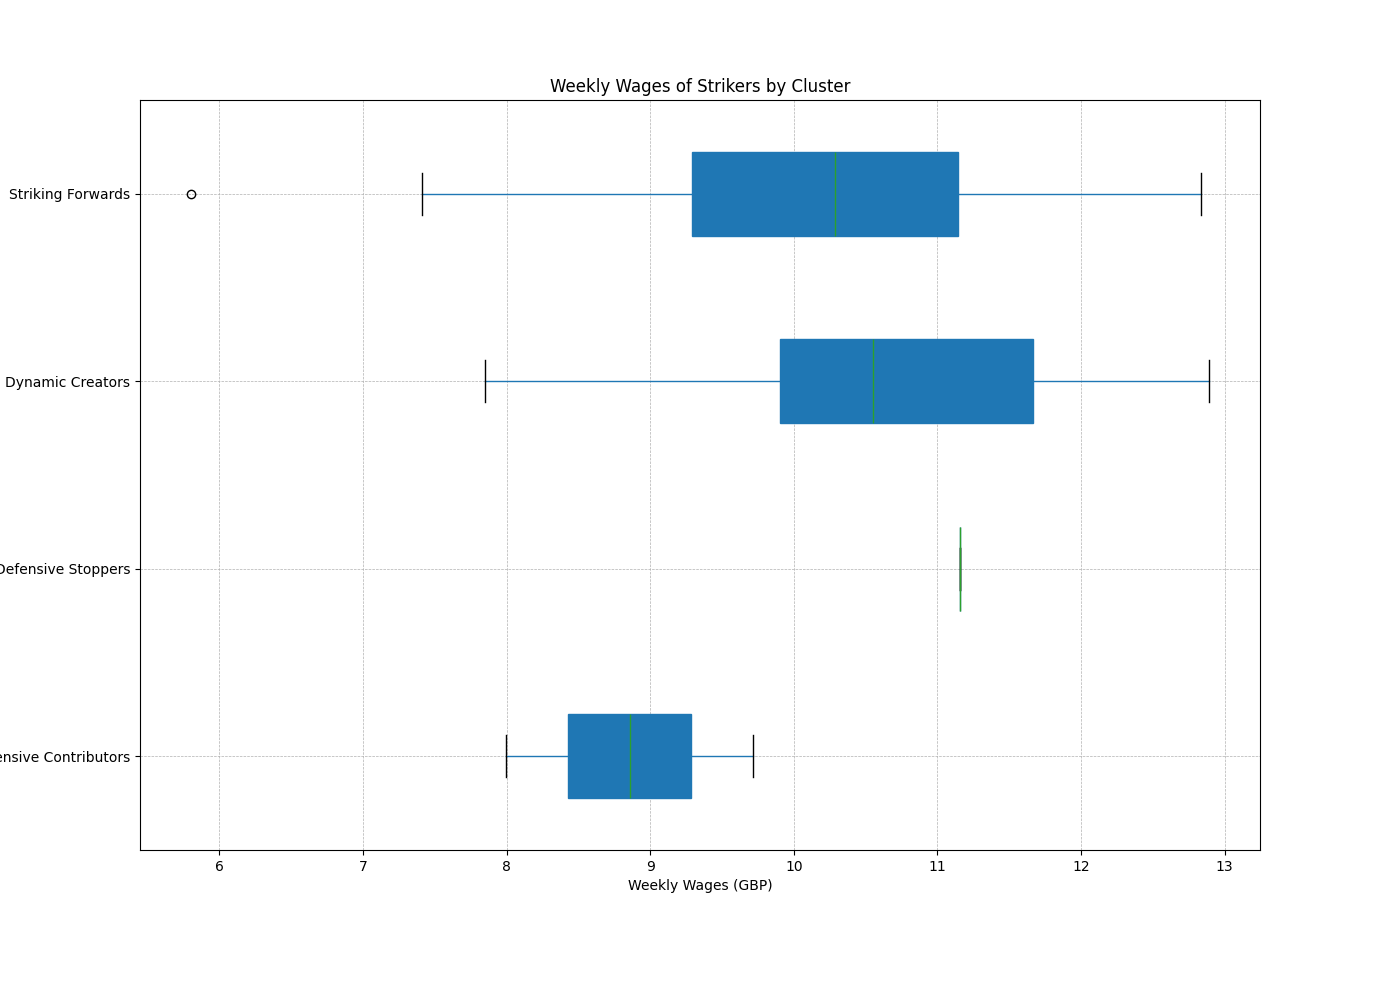 Weekly Wages of Strikers by Cluster
Striking Forwards
Dynamic Creators
Defensive Stoppers
Contributors
6 7 8 9 10 11 12 13
Weekly Wages (GBP)